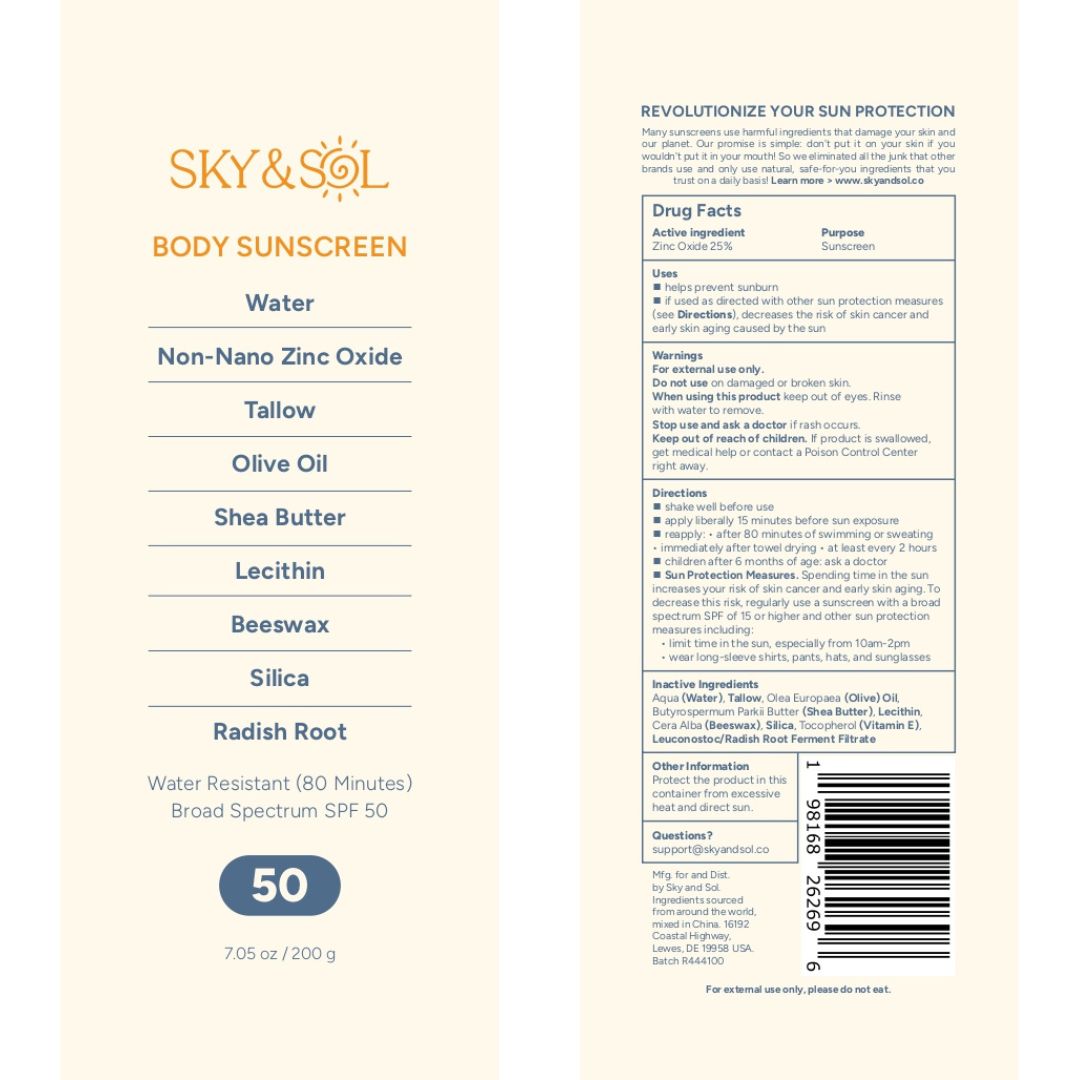 SKY & SOL
BODY SUNSCREEN
Water
Non-Nano Zinc Oxide
Tallow
Olive Oil
Shea Butter
Lecithin
Beeswax
Silica
Radish Root
Water Resistant (80 Minutes)
Broad Spectrum SPF 50
50
7.05 oz / 200 g
REVOLUTIONIZE YOUR SUN PROTECTION
Many sunscreens use harmful ingredients that damage your skin and
our planet. Our promise is simple: don't put it on your skin if you
wouldn't put it in your mouth! So we eliminated all the junk that other
brands use and only use natural, safe-for-you ingredients that you
trust on a daily basis! Learn more > www.skyandsol.co
Drug Facts
Active ingredient Purpose
Zinc Oxide 25% Sunscreen
Uses
■ helps prevent sunburn
■ if used as directed with other sun protection measures
(see Directions), decreases the risk of skin cancer and
early skin aging caused by the sun
Warnings
For external use only.
Do not use on damaged or broken skin.
When using this product keep out of eyes. Rinse
with water to remove.
Stop use and ask a doctor if rash occurs.
Keep out of reach of children. If product is swallowed,
get medical help or contact a Poison Control Center
right away.
Directions
■ shake well before use
■ apply liberally 15 minutes before sun exposure
■ reapply: • after 80 minutes of swimming or sweating
• immediately after towel drying • at least every 2 hours
■ children after 6 months of age: ask a doctor
■ Sun Protection Measures. Spending time in the sun
increases your risk of skin cancer and early skin aging. To
decrease this risk, regularly use a sunscreen with a broad
spectrum SPF of 15 or higher and other sun protection
measures including:
• limit time in the sun, especially from 10am-2pm
• wear long-sleeve shirts, pants, hats, and sunglasses
Inactive Ingredients
Aqua (Water), Tallow, Olea Europaea (Olive) Oil,
Butyrospermum Parkii Butter (Shea Butter), Lecithin,
Cera Alba (Beeswax), Silica, Tocopherol (Vitamin E),
Leuconostoc/Radish Root Ferment Filtrate
Other Information
Protect the product in this
container from excessive
heat and direct sun.
Questions?
support@skyandsol.co
Mfg. for and Dist.
by Sky and Sol.
Ingredients sourced
from around the world,
mixed in China. 16192
Coastal Highway,
Lewes, DE 19958 USA.
Batch R444100
1 98168 26269 6
For external use only, please do not eat.